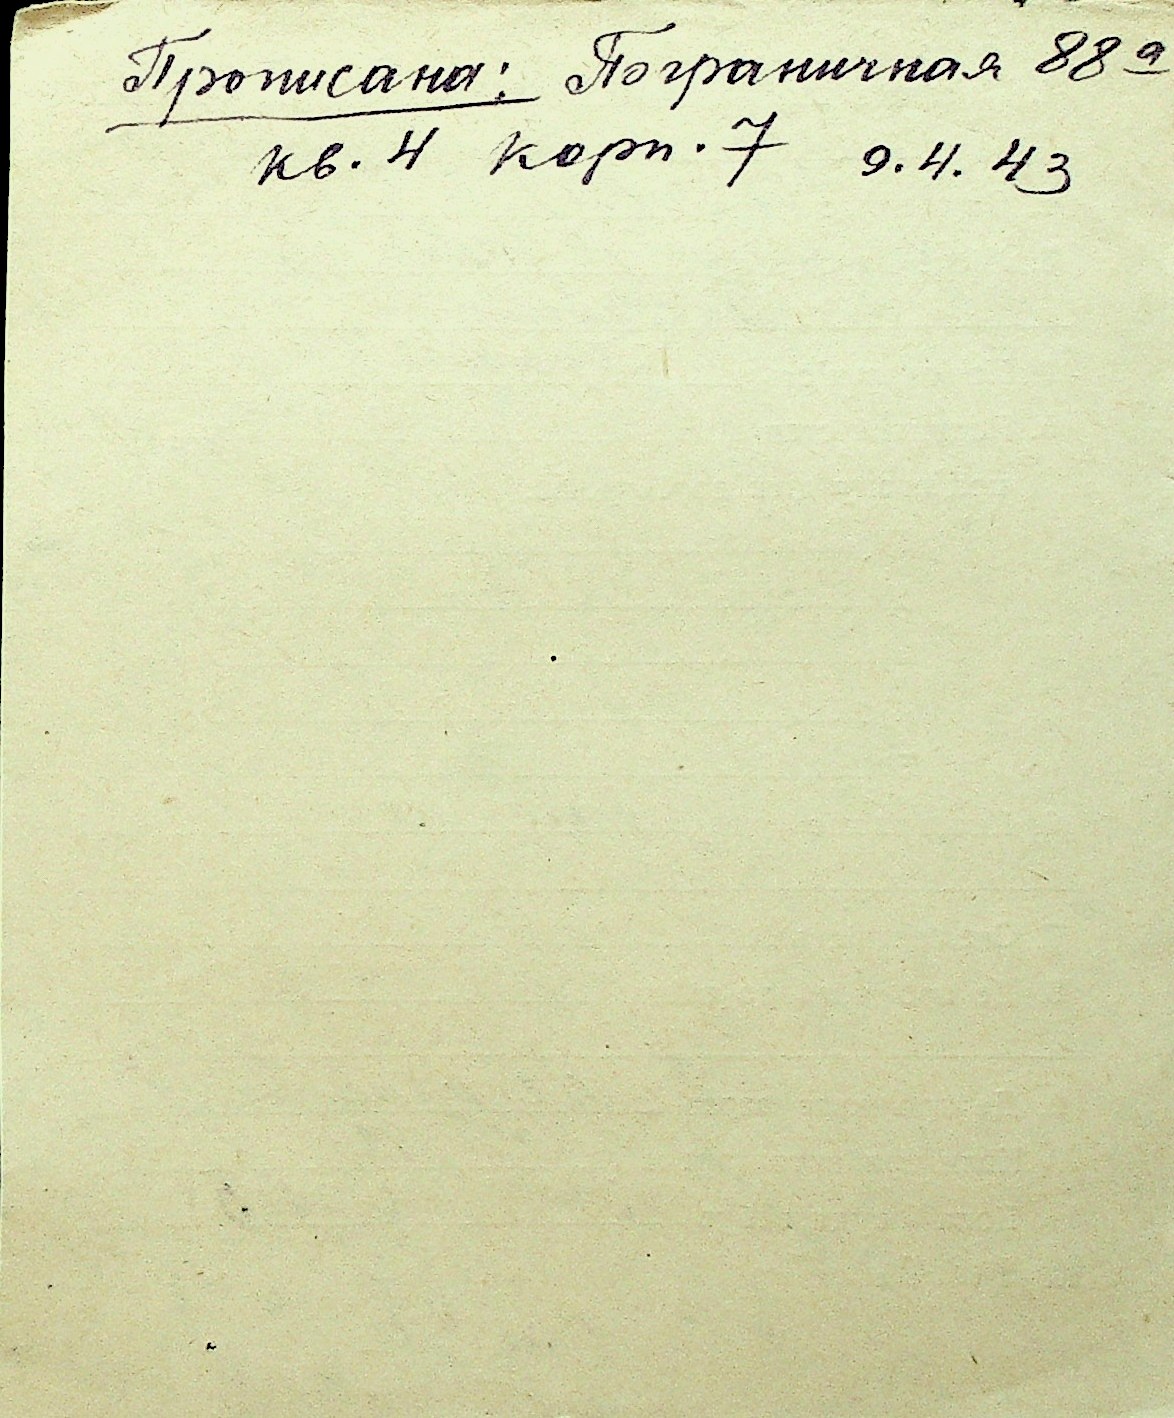 Прописана: Пограничная 88а
кв. 4 корп. 7 9.4.43